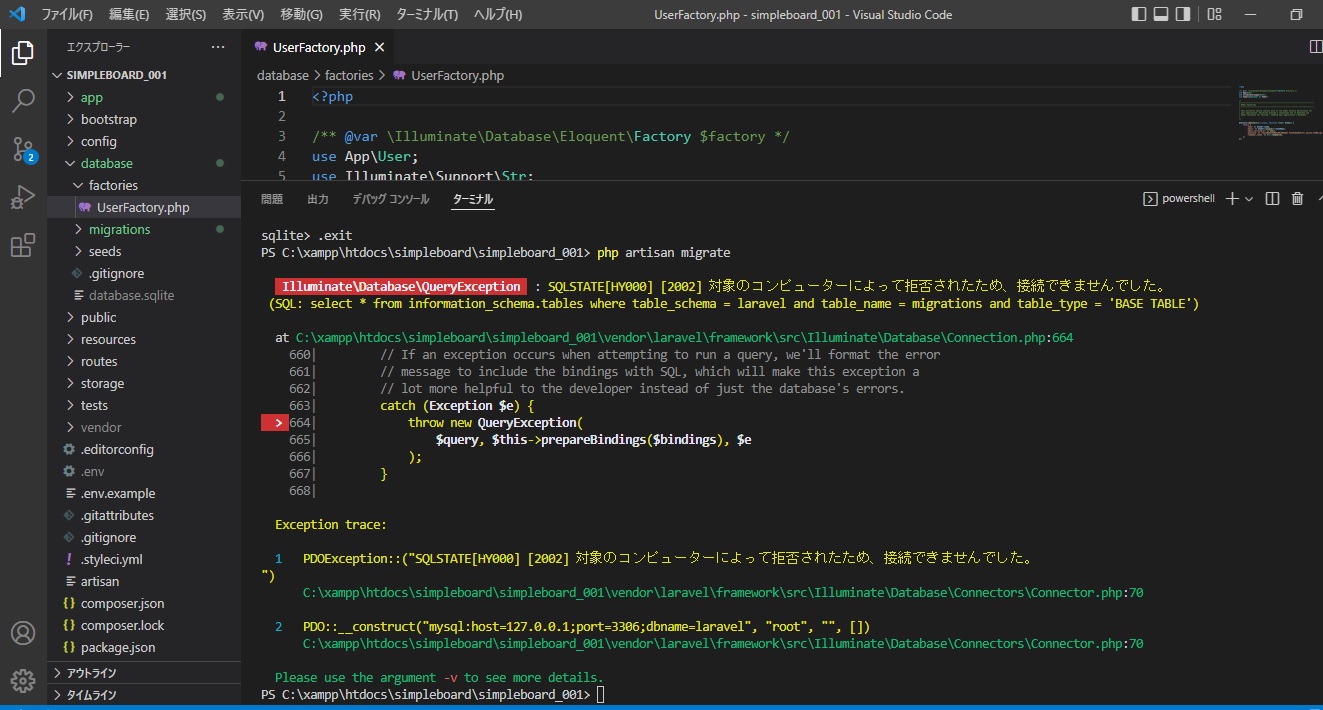 ファイル(F) 編集(E) 選択(S) 表示(V) 移動(G) 実行(R) ターミナル(T) ヘルプ(H) UserFactory.php - simpleboard_001 - Visual Studio Code
エクスプローラー ...
SIMPLEBOARD_001
app
bootstrap
config
database
factories
UserFactory.php
migrations
seeds
.gitignore
database.sqlite
public
resources
routes
storage
tests
vendor
.editorconfig
.env
.env.example
.gitattributes
.gitignore
.styleci.yml
artisan
composer.json
composer.lock
package.json
アウトライン
タイムライン
2
UserFactory.php
database > factories > UserFactory.php
1 <?php
2
3 /** @var \Illuminate\Database\Eloquent\Factory $factory */
4 use App\User;
5 use Illuminate\Support\Str;
問題 出力 デバッグ コンソール ターミナル powershell
sqlite> .exit
PS C:\xampp\htdocs\simpleboard\simpleboard_001> php artisan migrate
Illuminate\Database\QueryException : SQLSTATE[HY000] [2002] 対象のコンピューターによって拒否されたため、接続できませんでした。
(SQL: select * from information_schema.tables where table_schema = laravel and table_name = migrations and table_type = 'BASE TABLE')
at C:\xampp\htdocs\simpleboard\simpleboard_001\vendor\laravel\framework\src\Illuminate\Database\Connection.php:664
660| // If an exception occurs when attempting to run a query, we'll format the error
661| // message to include the bindings with SQL, which will make this exception a
662| // lot more helpful to the developer instead of just the database's errors.
663| catch (Exception $e) {
> 664| throw new QueryException(
665| $query, $this->prepareBindings($bindings), $e
666| );
667| }
668|
Exception trace:
1 PDOException::("SQLSTATE[HY000] [2002] 対象のコンピューターによって拒否されたため、接続できませんでした。
")
C:\xampp\htdocs\simpleboard\simpleboard_001\vendor\laravel\framework\src\Illuminate\Database\Connectors\Connector.php:70
2 PDO::__construct("mysql:host=127.0.0.1;port=3306;dbname=laravel", "root", "", [])
C:\xampp\htdocs\simpleboard\simpleboard_001\vendor\laravel\framework\src\Illuminate\Database\Connectors\Connector.php:70
Please use the argument -v to see more details.
PS C:\xampp\htdocs\simpleboard\simpleboard_001>